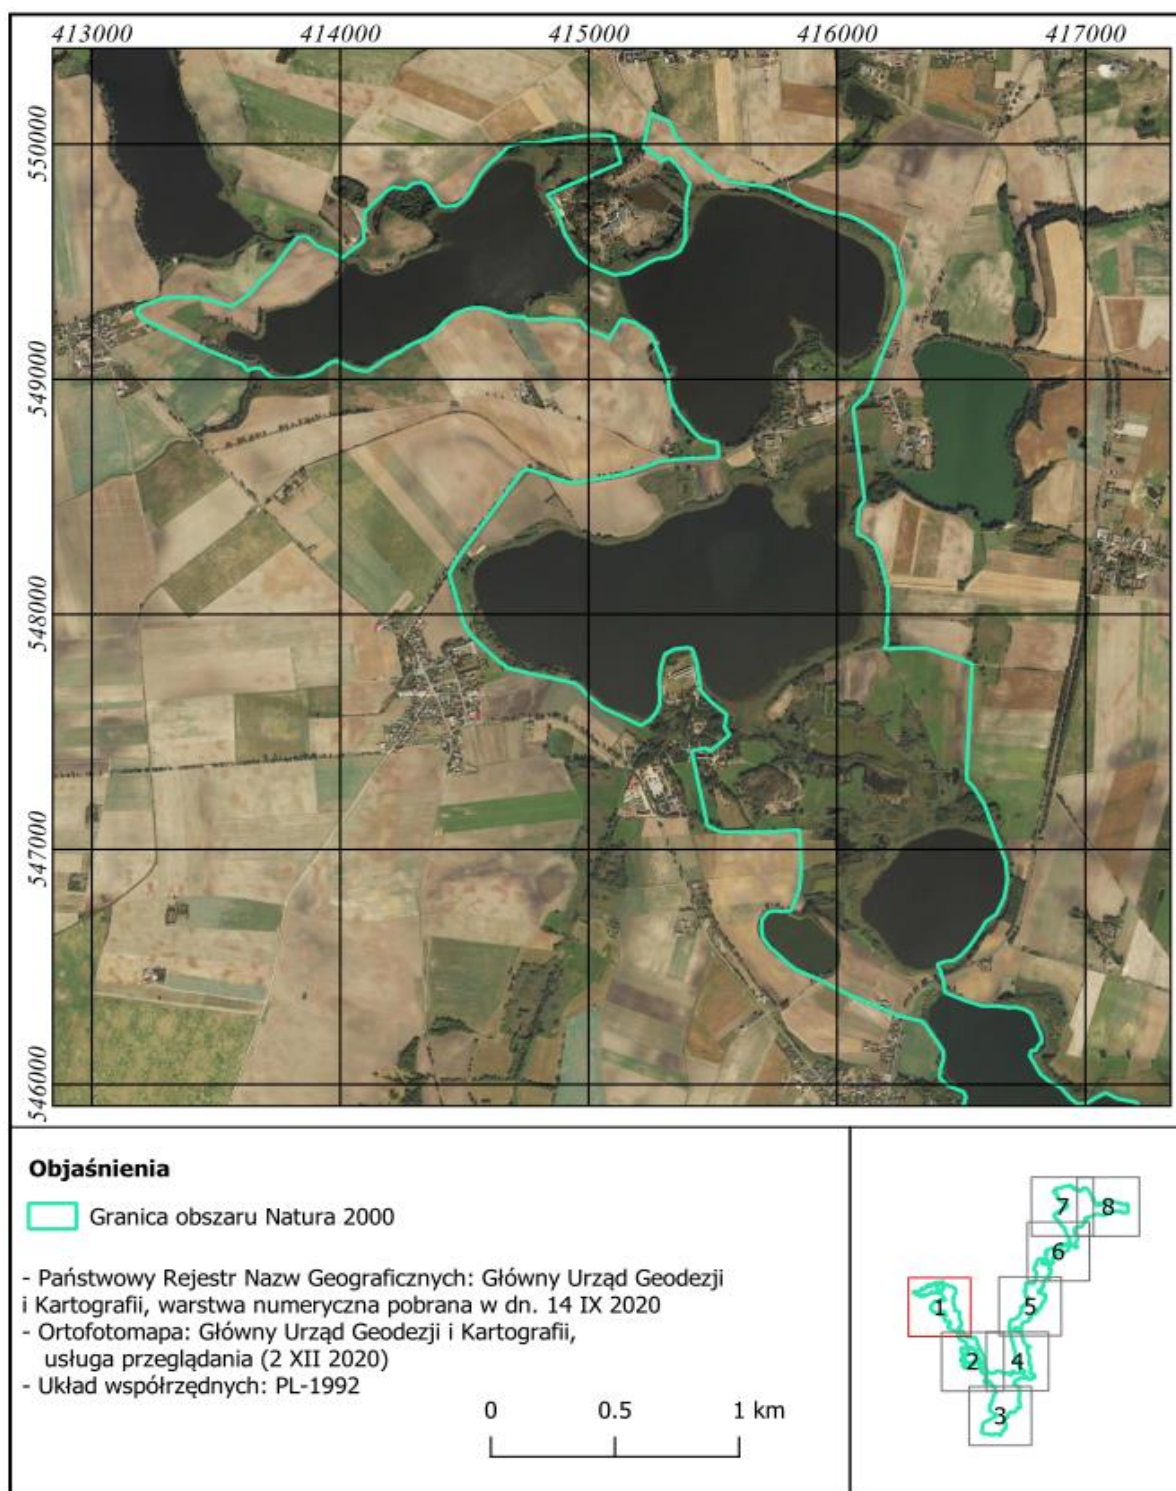 413000 414000 415000 416000 417000
550000
549000
548000
547000
546000
Objaśnienia
Granica obszaru Natura 2000
- Państwowy Rejestr Nazw Geograficznych: Główny Urząd Geodezji
i Kartografii, warstwa numeryczna pobrana w dn. 14 IX 2020
- Ortofotomapa: Główny Urząd Geodezji i Kartografii,
usługa przeglądania (2 XII 2020)
- Układ współrzędnych: PL-1992
0 0.5 1 km
7 8
6
1 5
2 4
3